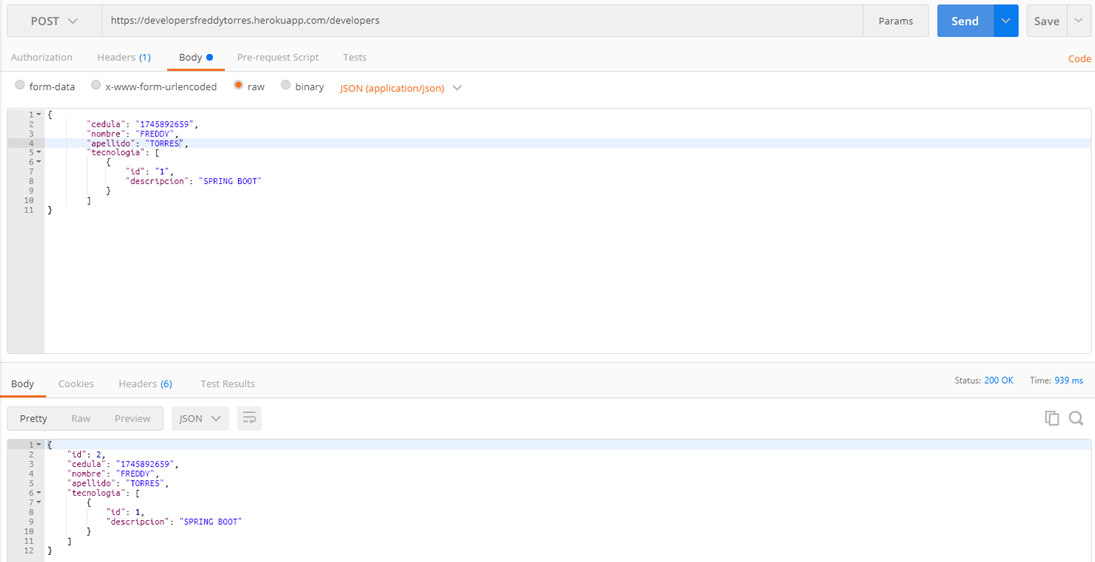 POST https://developersfreddytorres.herokuapp.com/developers Params Send Save
Authorization Headers (1) Body Pre-request Script Tests Code
form-data x-www-form-urlencoded raw binary JSON (application/json)
1 {
2 "cedula": "1745892659",
3 "nombre": "FREDDY",
4 "apellido": "TORRES",
5 "tecnologia": [
6 {
7 "id": "1",
8 "descripcion": "SPRING BOOT"
9 }
10 ]
11 }
Body Cookies Headers (6) Test Results Status: 200 OK Time: 939 ms
Pretty Raw Preview JSON
1 {
2 "id": 2,
3 "cedula": "1745892659",
4 "nombre": "FREDDY",
5 "apellido": "TORRES",
6 "tecnologia": [
7 {
8 "id": 1,
9 "descripcion": "SPRING BOOT"
10 }
11 ]
12 }